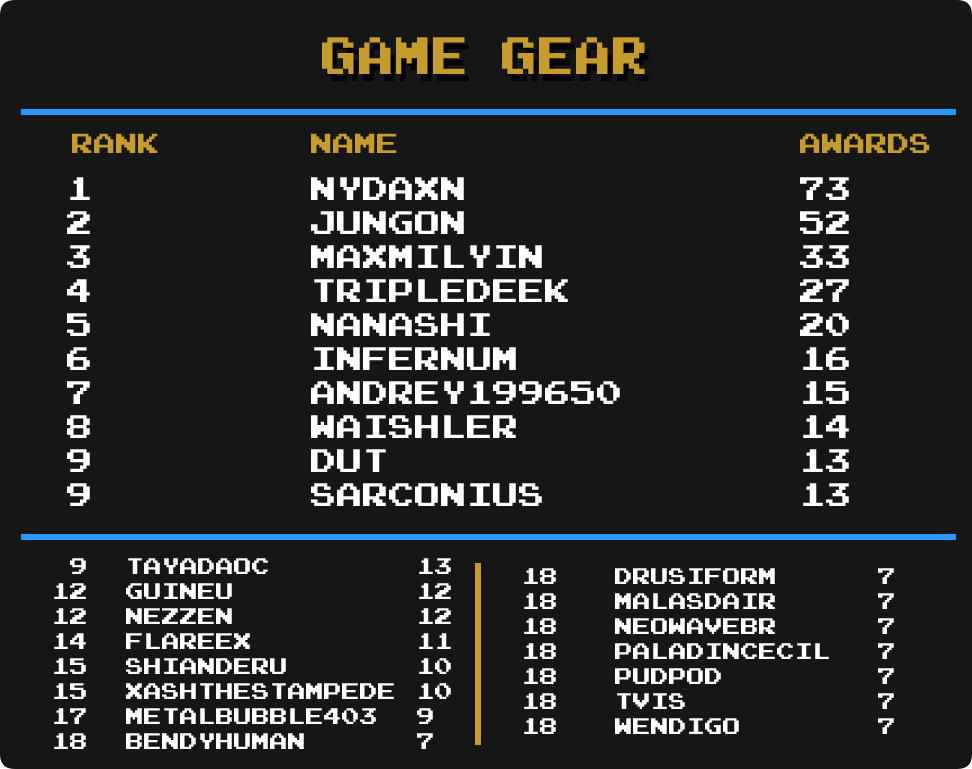 GAME GEAR
RANK NAME AWARDS
1 NYDAXN 73
2 JUNGON 52
3 MAXMILYIN 33
4 TRIPLEDEEK 27
5 NANASHI 20
6 INFERNUM 16
7 ANDREY199650 15
8 WAISHLER 14
9 DUT 13
9 SARCONIUS 13
9 TAYADAOC 13
12 GUINEU 12
12 NEZZEN 12
14 FLAREEX 11
15 SHIANDERU 10
15 XASHTHESTAMPEDE 10
17 METALBUBBLE403 9
18 BENDYHUMAN 7
18 DRUSIFORM 7
18 MALASDAIR 7
18 NEOWAVEBR 7
18 PALADINCECIL 7
18 PUDPOD 7
18 TVIS 7
18 WENDIGO 7